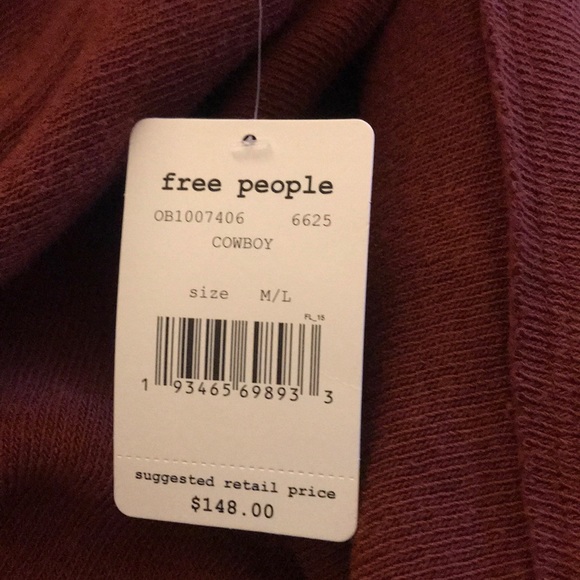 free people
OB1007406 6625
COWBOY
size M/L
FL_15
1 93465 69893 3
suggested retail price
$148.00